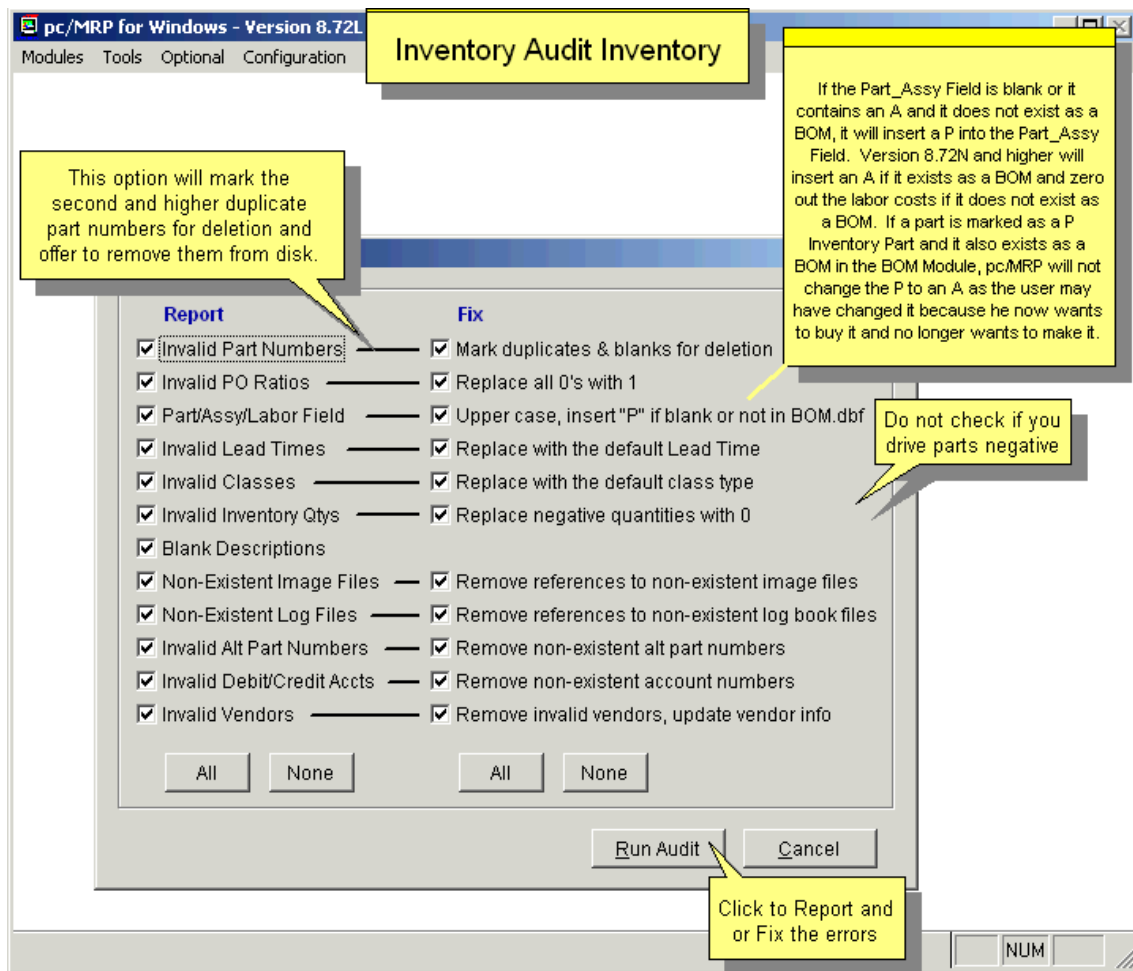 pc/MRP for Windows - Version 8.72L
Modules Tools Optional Configuration
Inventory Audit Inventory
If the Part_Assy Field is blank or it
contains an A and it does not exist as a
BOM, it will insert a P into the Part_Assy
Field. Version 8.72N and higher will
insert an A if it exists as a BOM and zero
out the labor costs if it does not exist as
a BOM. If a part is marked as a P
Inventory Part and it also exists as a
BOM in the BOM Module, pc/MRP will not
change the P to an A as the user may
have changed it because he now wants
to buy it and no longer wants to make it.
This option will mark the
second and higher duplicate
part numbers for deletion and
offer to remove them from disk.
Report Fix
Invalid Part Numbers Mark duplicates & blanks for deletion
Invalid PO Ratios Replace all 0's with 1
Part/Assy/Labor Field Upper case, insert "P" if blank or not in BOM.dbf
Invalid Lead Times Replace with the default Lead Time
Invalid Classes Replace with the default class type
Invalid Inventory Qtys Replace negative quantities with 0
Do not check if you
drive parts negative
Blank Descriptions
Non-Existent Image Files Remove references to non-existent image files
Non-Existent Log Files Remove references to non-existent log book files
Invalid Alt Part Numbers Remove non-existent alt part numbers
Invalid Debit/Credit Accts Remove non-existent account numbers
Invalid Vendors Remove invalid vendors, update vendor info
All None All None
Run Audit Cancel
Click to Report and
or Fix the errors
NUM